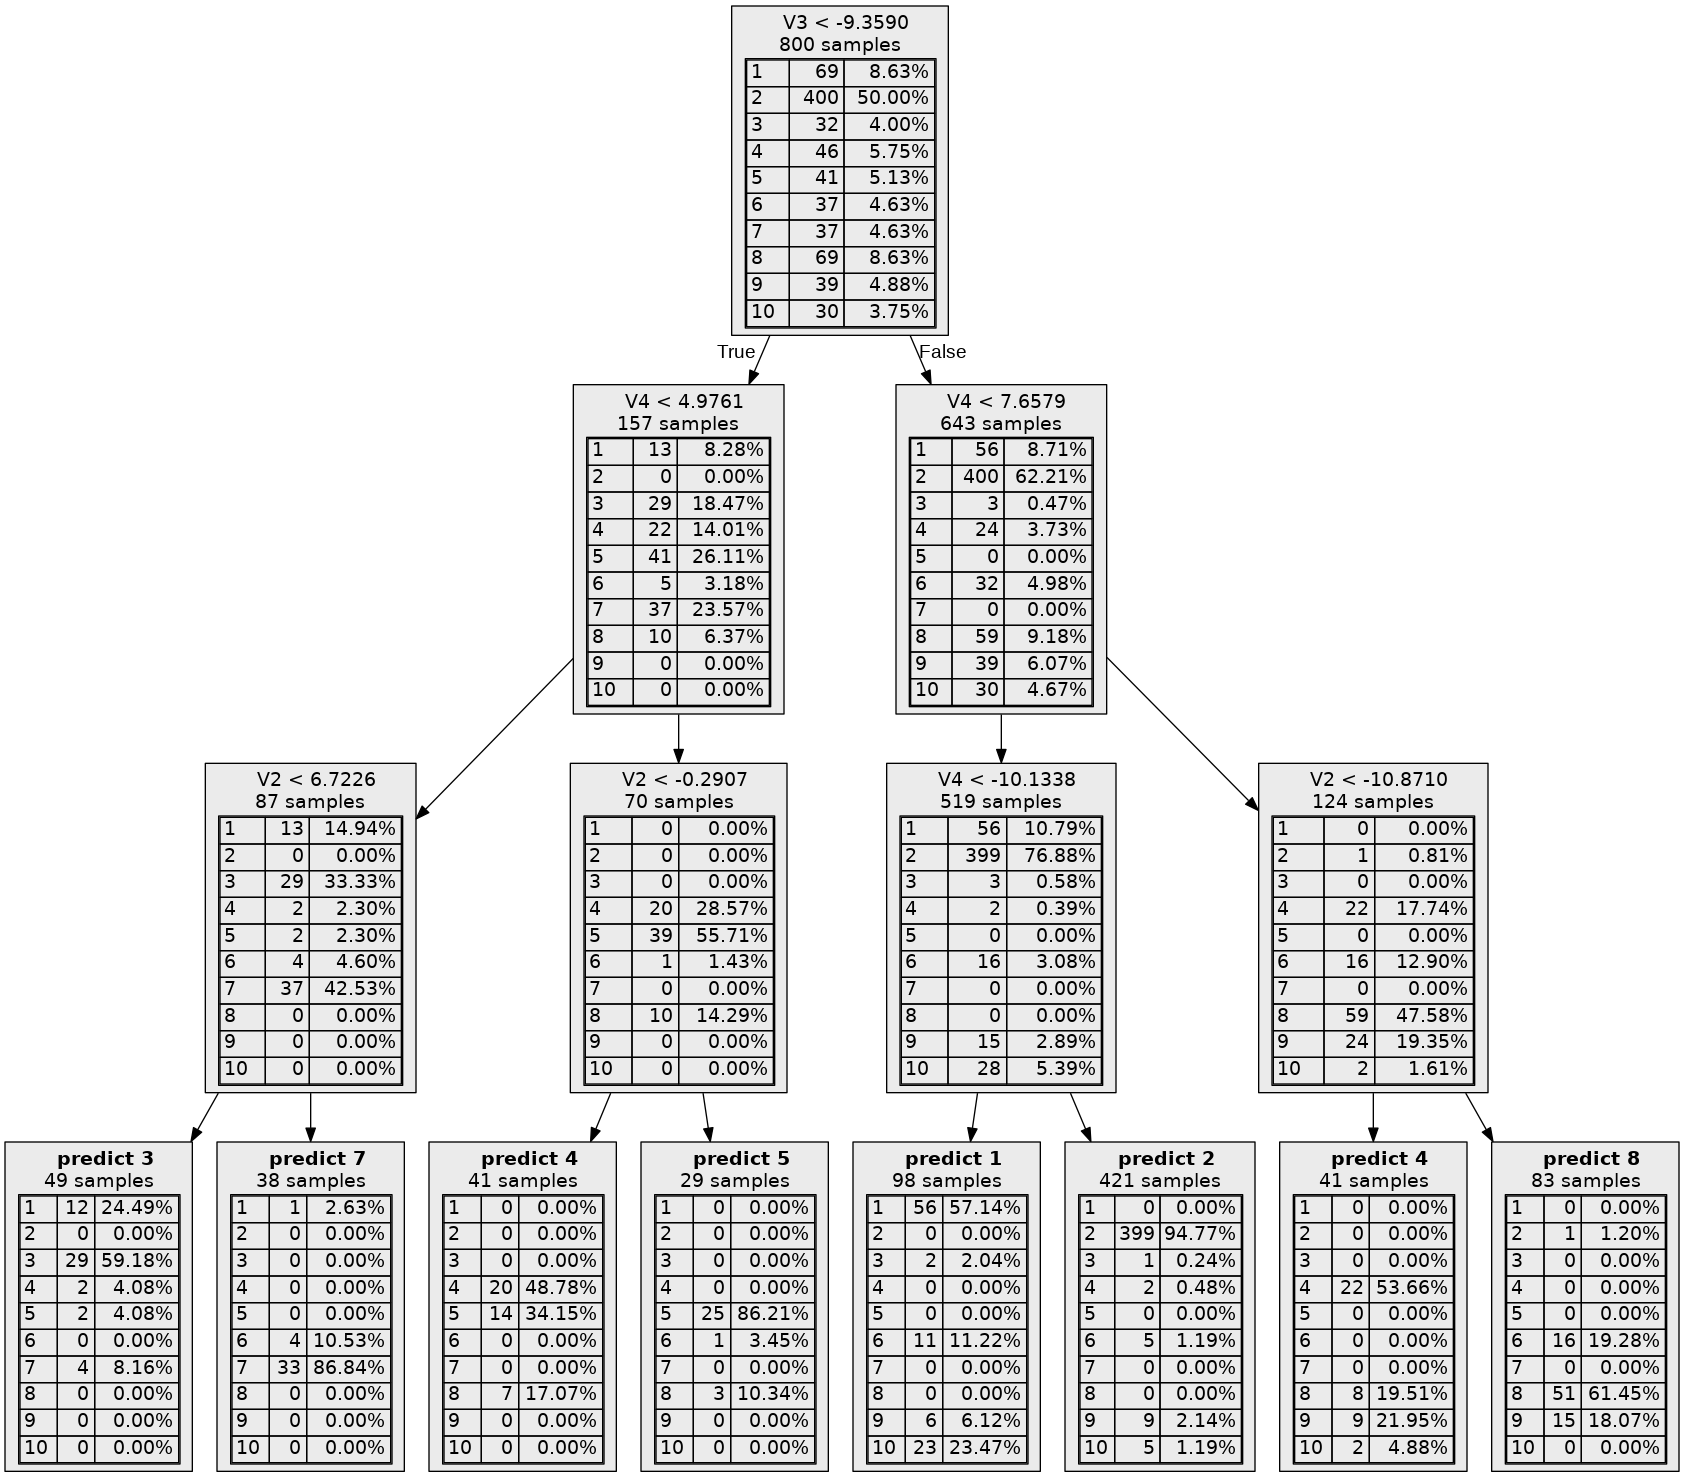 V3 < -9.3590
800 samples
1 69 8.63%
2 400 50.00%
3 32 4.00%
4 46 5.75%
5 41 5.13%
6 37 4.63%
7 37 4.63%
8 69 8.63%
9 39 4.88%
10 30 3.75%
True
False
V4 < 4.9761
157 samples
1 13 8.28%
2 0 0.00%
3 29 18.47%
4 22 14.01%
5 41 26.11%
6 5 3.18%
7 37 23.57%
8 10 6.37%
9 0 0.00%
10 0 0.00%
V4 < 7.6579
643 samples
1 56 8.71%
2 400 62.21%
3 3 0.47%
4 24 3.73%
5 0 0.00%
6 32 4.98%
7 0 0.00%
8 59 9.18%
9 39 6.07%
10 30 4.67%
V2 < 6.7226
87 samples
1 13 14.94%
2 0 0.00%
3 29 33.33%
4 2 2.30%
5 2 2.30%
6 4 4.60%
7 37 42.53%
8 0 0.00%
9 0 0.00%
10 0 0.00%
V2 < -0.2907
70 samples
1 0 0.00%
2 0 0.00%
3 0 0.00%
4 20 28.57%
5 39 55.71%
6 1 1.43%
7 0 0.00%
8 10 14.29%
9 0 0.00%
10 0 0.00%
V4 < -10.1338
519 samples
1 56 10.79%
2 399 76.88%
3 3 0.58%
4 2 0.39%
5 0 0.00%
6 16 3.08%
7 0 0.00%
8 0 0.00%
9 15 2.89%
10 28 5.39%
V2 < -10.8710
124 samples
1 0 0.00%
2 1 0.81%
3 0 0.00%
4 22 17.74%
5 0 0.00%
6 16 12.90%
7 0 0.00%
8 59 47.58%
9 24 19.35%
10 2 1.61%
predict 3
49 samples
1 12 24.49%
2 0 0.00%
3 29 59.18%
4 2 4.08%
5 2 4.08%
6 0 0.00%
7 4 8.16%
8 0 0.00%
9 0 0.00%
10 0 0.00%
predict 7
38 samples
1 1 2.63%
2 0 0.00%
3 0 0.00%
4 0 0.00%
5 0 0.00%
6 4 10.53%
7 33 86.84%
8 0 0.00%
9 0 0.00%
10 0 0.00%
predict 4
41 samples
1 0 0.00%
2 0 0.00%
3 0 0.00%
4 20 48.78%
5 14 34.15%
6 0 0.00%
7 0 0.00%
8 7 17.07%
9 0 0.00%
10 0 0.00%
predict 5
29 samples
1 0 0.00%
2 0 0.00%
3 0 0.00%
4 0 0.00%
5 25 86.21%
6 1 3.45%
7 0 0.00%
8 3 10.34%
9 0 0.00%
10 0 0.00%
predict 1
98 samples
1 56 57.14%
2 0 0.00%
3 2 2.04%
4 0 0.00%
5 0 0.00%
6 11 11.22%
7 0 0.00%
8 0 0.00%
9 6 6.12%
10 23 23.47%
predict 2
421 samples
1 0 0.00%
2 399 94.77%
3 1 0.24%
4 2 0.48%
5 0 0.00%
6 5 1.19%
7 0 0.00%
8 0 0.00%
9 9 2.14%
10 5 1.19%
predict 4
41 samples
1 0 0.00%
2 0 0.00%
3 0 0.00%
4 22 53.66%
5 0 0.00%
6 0 0.00%
7 0 0.00%
8 8 19.51%
9 9 21.95%
10 2 4.88%
predict 8
83 samples
1 0 0.00%
2 1 1.20%
3 0 0.00%
4 0 0.00%
5 0 0.00%
6 16 19.28%
7 0 0.00%
8 51 61.45%
9 15 18.07%
10 0 0.00%